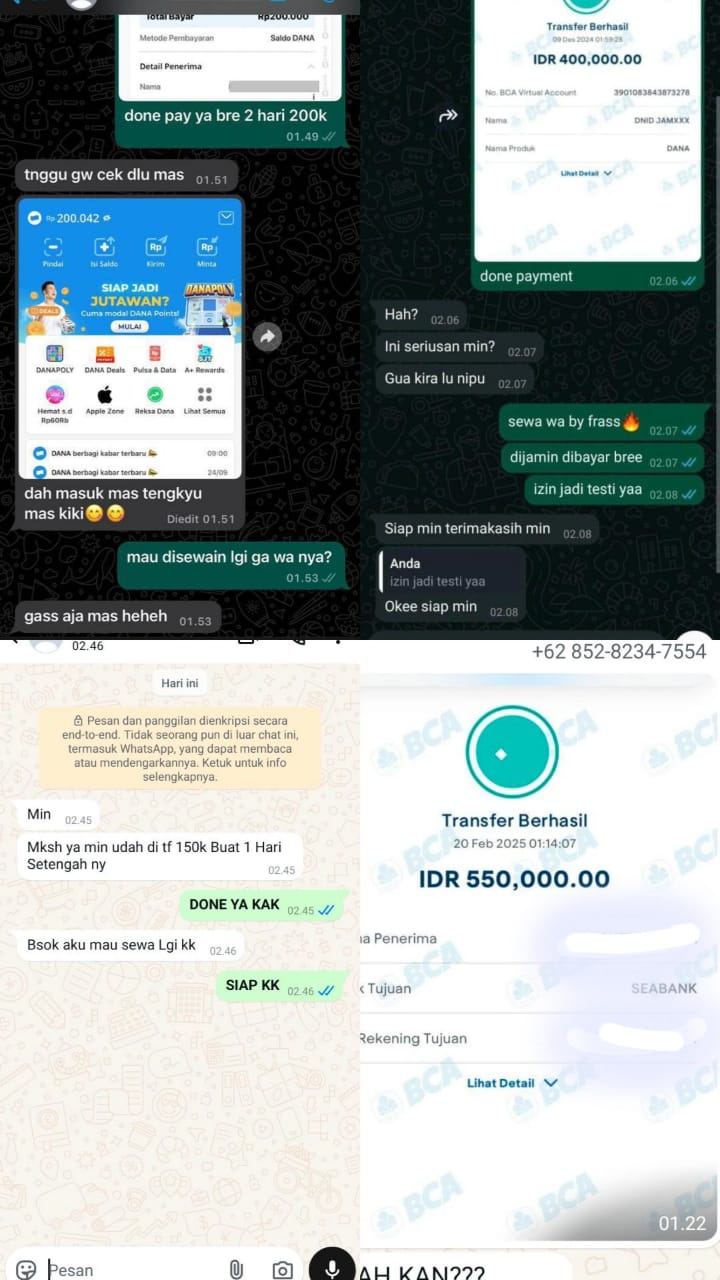 Total Bayar Rp200.000
Metode Pembayaran Saldo DANA
Detail Penerima
Nama
done pay ya bre 2 hari 200k
01.49
tnggu gw cek dlu mas 01.51
Rp 200.042
Pindai Isi Saldo Kirim Minta
SIAP JADI
JUTAWAN?
Cuma modal DANA Points!
MULAI
DEALS
DANAPOLY
DANAPOLY DANA Deals Pulsa & Data A+ Rewards
Hemat s.d Rp60Rb Apple Zone Reksa Dana Lihat Semua
DANA berbagi kabar terbaru 09:00
DANA berbagi kabar terbaru 24/09
dah masuk mas tengkyu
mas kiki😋😋
Diedit 01.51
mau disewain lgi ga wa nya?
01.53
gass aja mas heheh 01.53
Transfer Berhasil
09 Des 2024 01:59:28
IDR 400,000.00
No. BCA Virtual Account 3901083843873278
Nama DNID JAMXXX
Nama Produk DANA
Lihat Detail
BCA
done payment 02.06
Hah? 02.06
Ini seriusan min? 02.07
Gua kira lu nipu 02.07
sewa wa by frass🔥 02.07
dijamin dibayar bree 02.07
izin jadi testi yaa 02.08
Siap min terimakasih min 02.08
Anda
izin jadi testi yaa
Okee siap min 02.08
02.46
Hari ini
Pesan dan panggilan dienkripsi secara
end-to-end. Tidak seorang pun di luar chat ini,
termasuk WhatsApp, yang dapat membaca
atau mendengarkannya. Ketuk untuk info
selengkapnya.
Min 02.45
Mksh ya min udah di tf 150k Buat 1 Hari
Setengah ny
02.45
DONE YA KAK 02.45
Bsok aku mau sewa Lgi kk 02.46
SIAP KK 02.46
Pesan
+62 852-8234-7554
BCA
Transfer Berhasil
20 Feb 2025 01:14:07
IDR 550,000.00
a Penerima
Tujuan SEABANK
Rekening Tujuan
Lihat Detail
01.22
AH KAN???